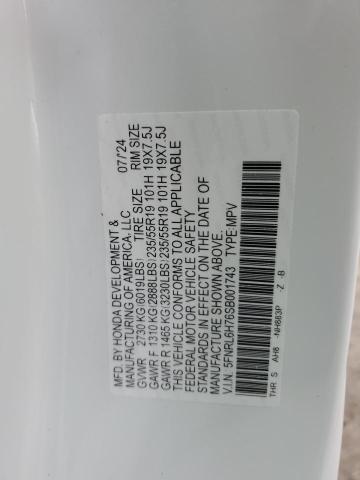 MFD. BY HONDA DEVELOPMENT &
MANUFACTURING OF AMERICA, LLC 07/'24
GVWR 2730 KG(6019LBS) TIRE SIZE RIM SIZE
GAWR F 1310 KG(2888LBS)235/55R19 101H 19X7.5J
GAWR R 1465 KG(3230LBS)235/55R19 101H 19X7.5J
THIS VEHICLE CONFORMS TO ALL APPLICABLE
FEDERAL MOTOR VEHICLE SAFETY
STANDARDS IN EFFECT ON THE DATE OF
MANUFACTURE SHOWN ABOVE.
V.I.N. 5FNRL6H76SB001743 TYPE:MPV
THR S AH8 -NH883P -Z -B